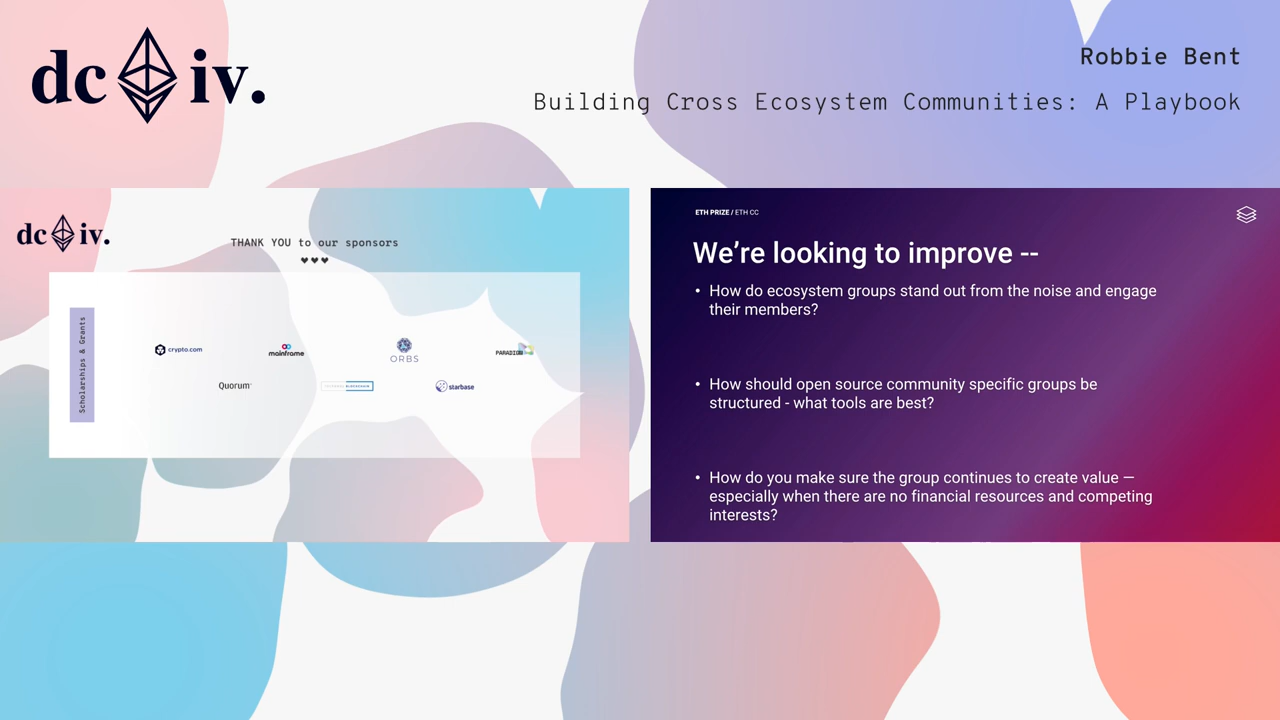 dc iv.
Robbie Bent
Building Cross Ecosystem Communities: A Playbook
dc iv.
THANK YOU to our sponsors
Scholarships & Grants
crypto.com
mainframe
ORBS
PARADIGM
Quorum
BLOCKCHAIN
starbase
ETH PRIZE / ETH CC
We’re looking to improve --
• How do ecosystem groups stand out from the noise and engage
their members?
• How should open source community specific groups be
structured - what tools are best?
• How do you make sure the group continues to create value —
especially when there are no financial resources and competing
interests?